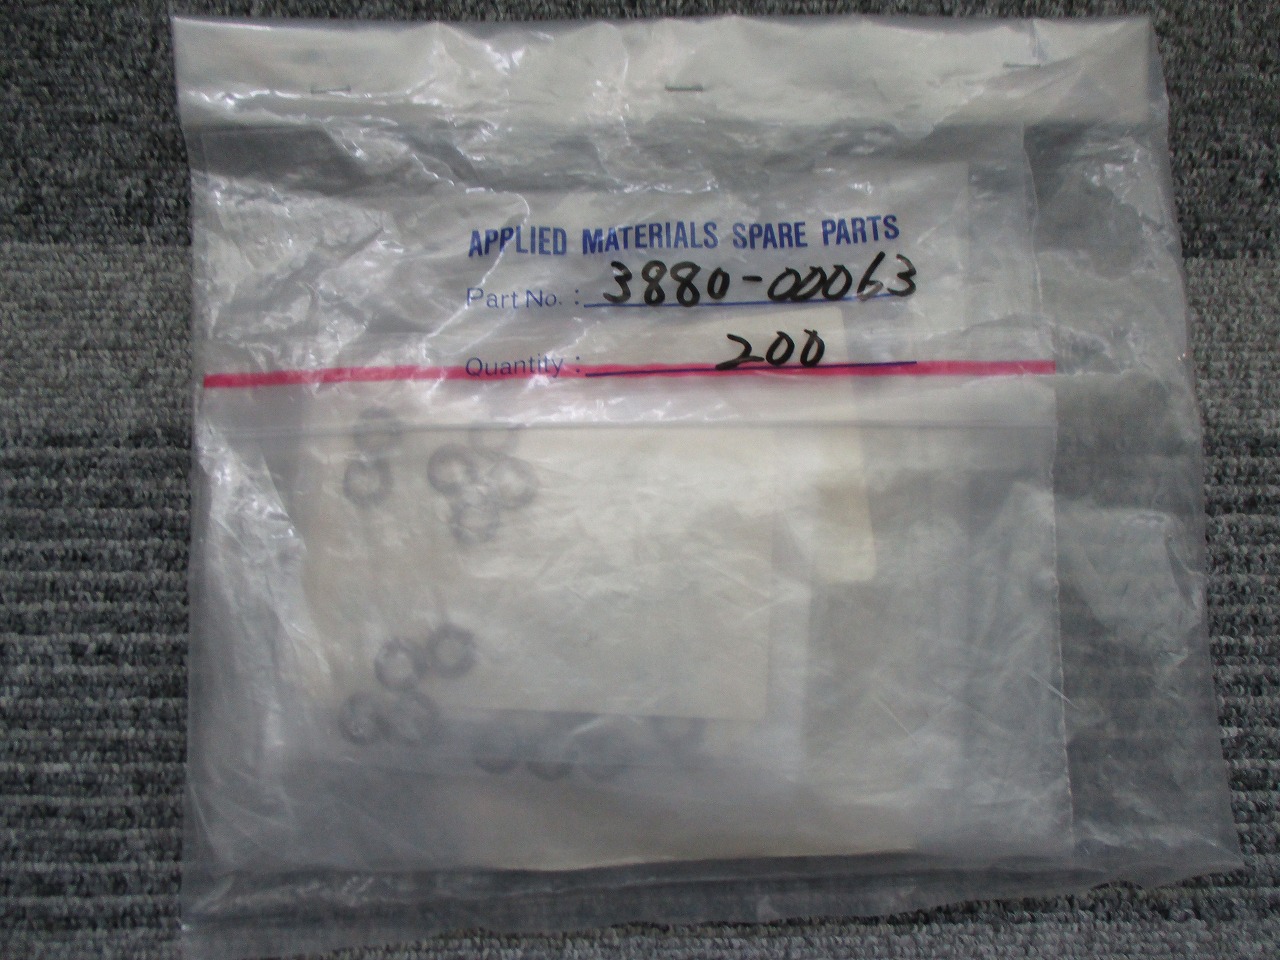 APPLIED MATERIALS SPARE PARTS
Part No. : 3880-00063
Quantity : 200